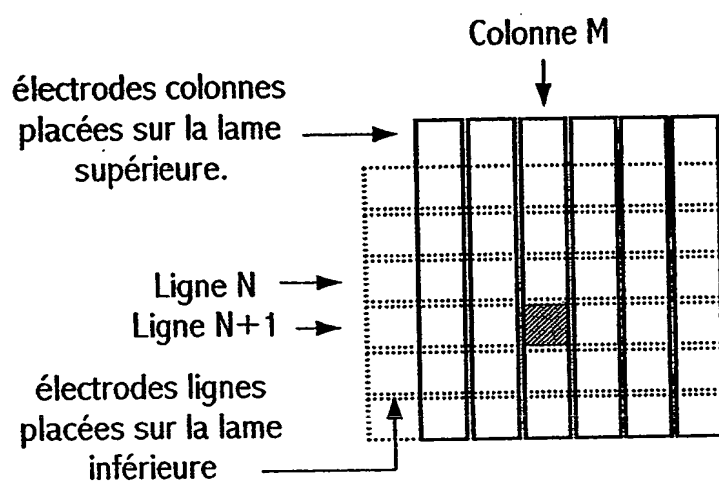 Colonne M
électrodes colonnes
placées sur la lame
supérieure.
Ligne N
Ligne N+1
électrodes lignes
placées sur la lame
inférieure